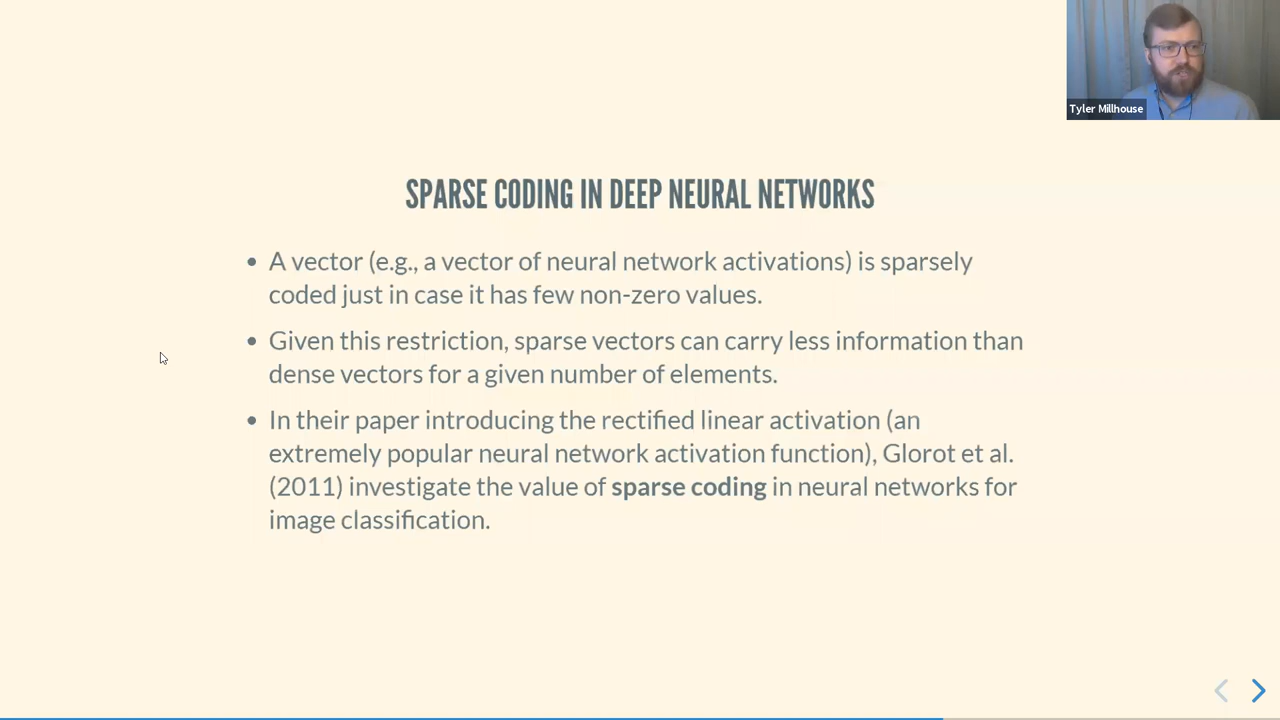 Tyler Millhouse
SPARSE CODING IN DEEP NEURAL NETWORKS
• A vector (e.g., a vector of neural network activations) is sparsely
coded just in case it has few non-zero values.
• Given this restriction, sparse vectors can carry less information than
dense vectors for a given number of elements.
• In their paper introducing the rectified linear activation (an
extremely popular neural network activation function), Glorot et al.
(2011) investigate the value of sparse coding in neural networks for
image classification.